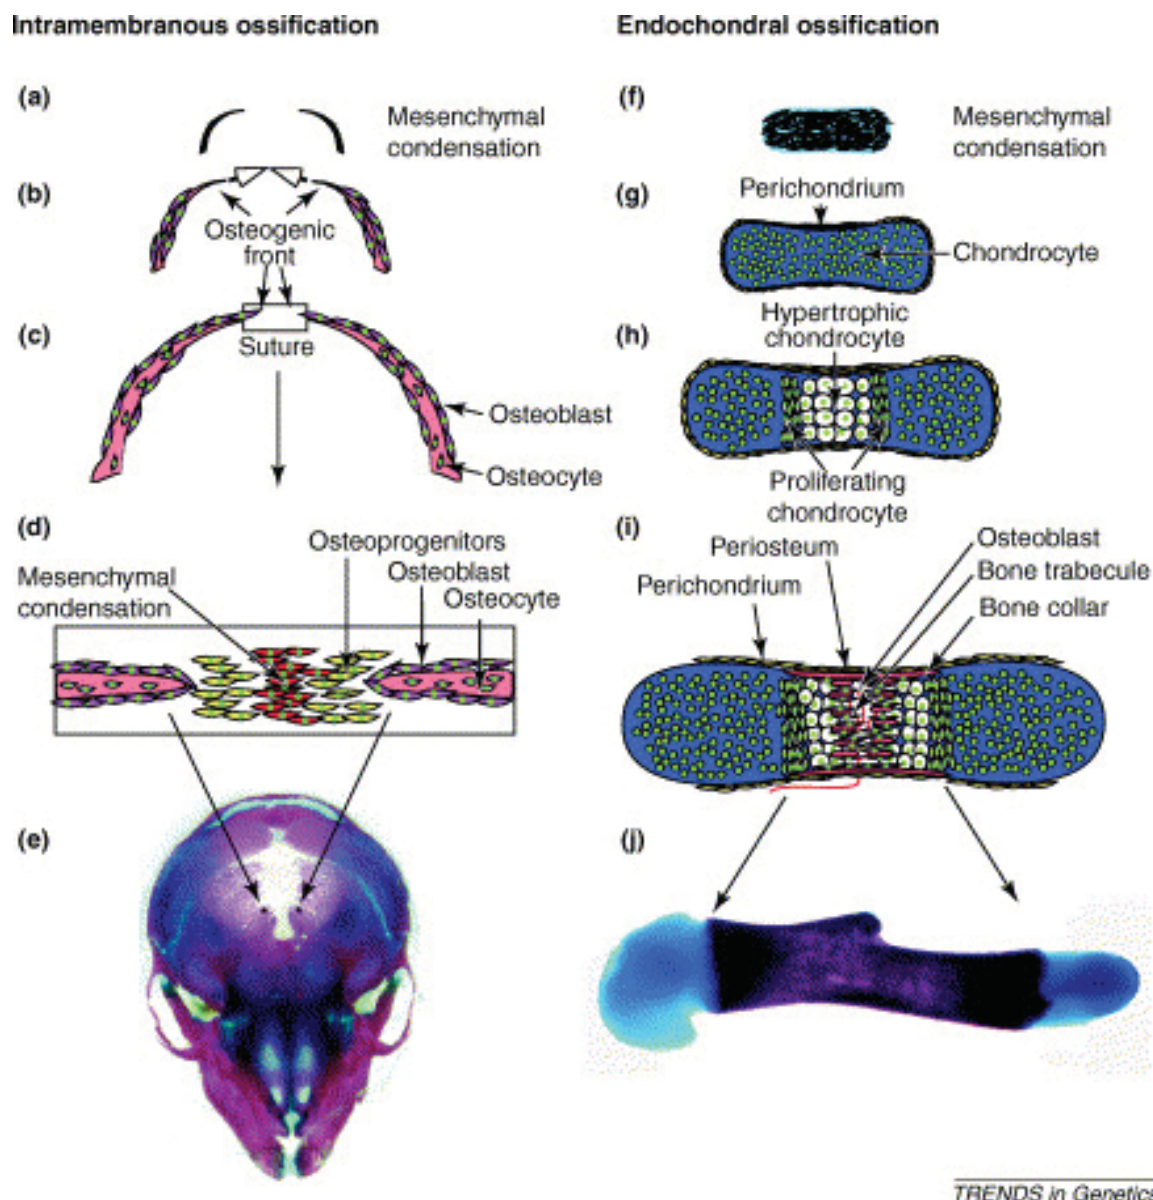 Intramembranous ossification
(a)
Mesenchymal
condensation
(b)
Osteogenic
front
(c)
Suture
Osteoblast
Osteocyte
(d)
Osteoprogenitors
Mesenchymal
condensation
Osteoblast
Osteocyte
(e)
Endochondral ossification
(f)
Mesenchymal
condensation
(g)
Perichondrium
Chondrocyte
(h)
Hypertrophic
chondrocyte
Proliferating
chondrocyte
(i)
Osteoblast
Periosteum
Bone trabecule
Perichondrium
Bone collar
(j)
TRENDS in Genetics